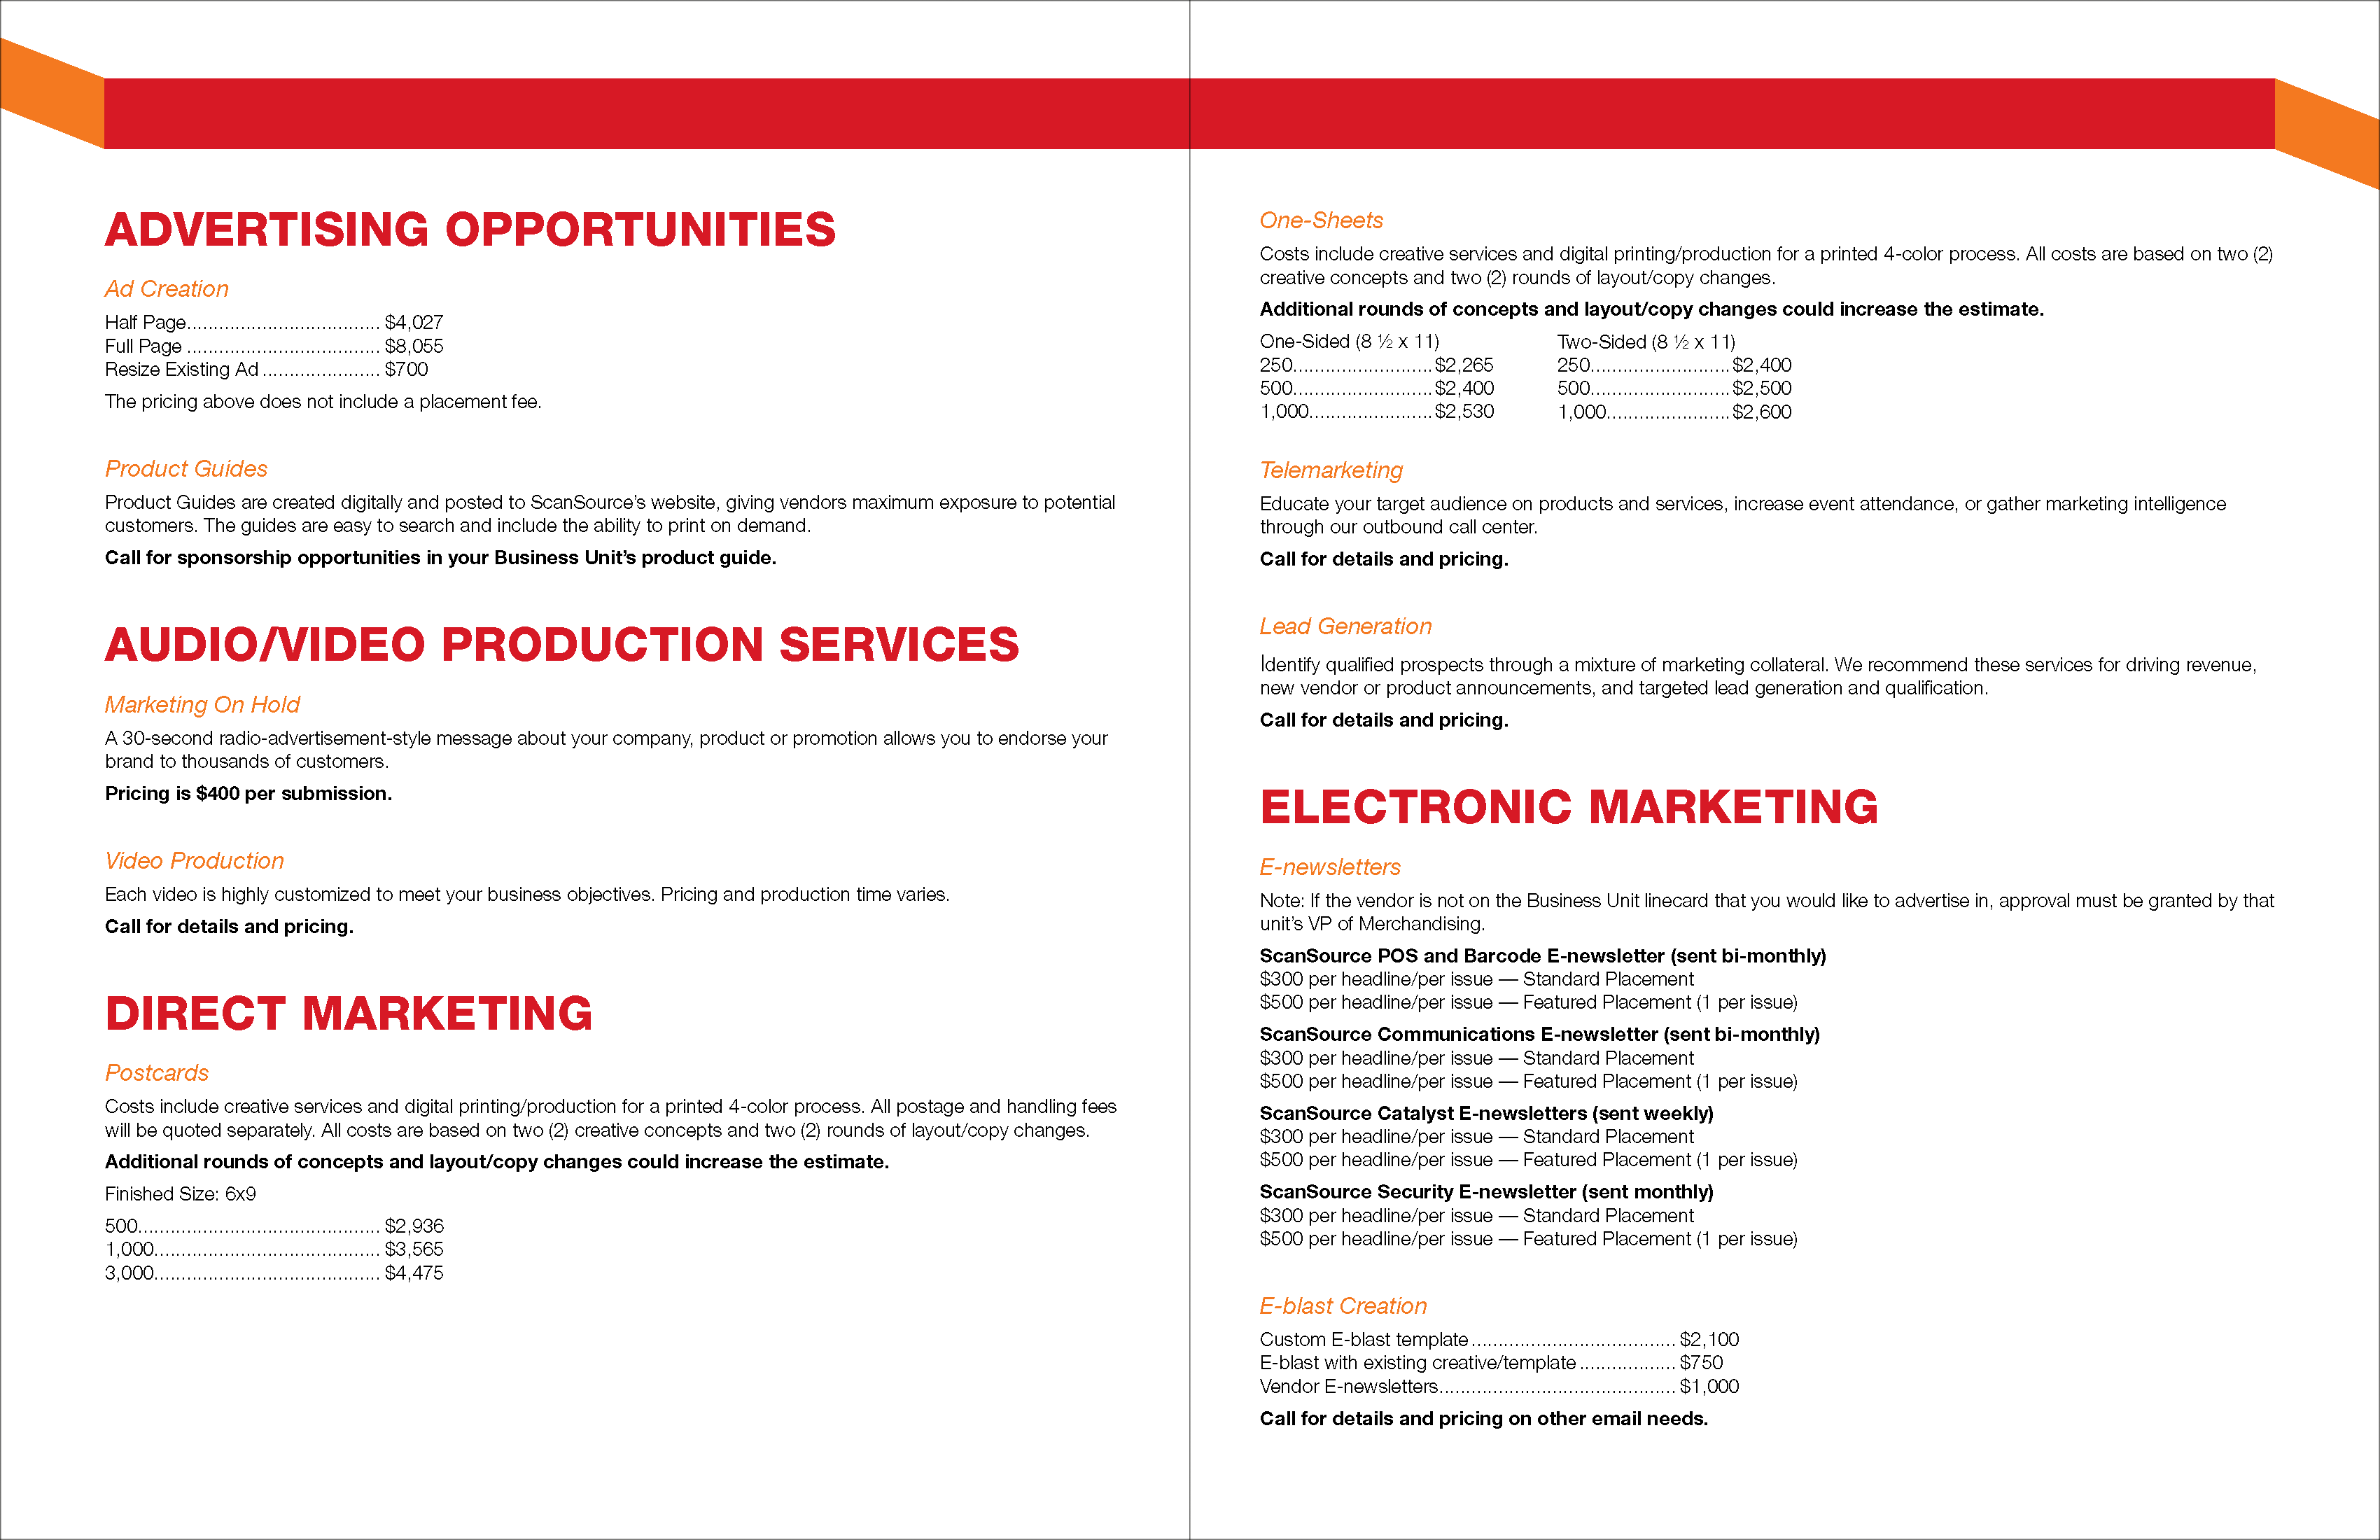 ADVERTISING OPPORTUNITIES
Ad Creation
Half Page.................................... $4,027
Full Page .................................... $8,055
Resize Existing Ad ...................... $700
The pricing above does not include a placement fee.
Product Guides
Product Guides are created digitally and posted to ScanSource’s website, giving vendors maximum exposure to potential
customers. The guides are easy to search and include the ability to print on demand.
Call for sponsorship opportunities in your Business Unit’s product guide.
AUDIO/VIDEO PRODUCTION SERVICES
Marketing On Hold
A 30-second radio-advertisement-style message about your company, product or promotion allows you to endorse your
brand to thousands of customers.
Pricing is $400 per submission.
Video Production
Each video is highly customized to meet your business objectives. Pricing and production time varies.
Call for details and pricing.
DIRECT MARKETING
Postcards
Costs include creative services and digital printing/production for a printed 4-color process. All postage and handling fees
will be quoted separately. All costs are based on two (2) creative concepts and two (2) rounds of layout/copy changes.
Additional rounds of concepts and layout/copy changes could increase the estimate.
Finished Size: 6x9
500............................................. $2,936
1,000.......................................... $3,565
3,000.......................................... $4,475
One-Sheets
Costs include creative services and digital printing/production for a printed 4-color process. All costs are based on two (2)
creative concepts and two (2) rounds of layout/copy changes.
Additional rounds of concepts and layout/copy changes could increase the estimate.
One-Sided (8 ½ x 11)
250..........................$2,265
500..........................$2,400
1,000.......................$2,530
Two-Sided (8 ½ x 11)
250..........................$2,400
500..........................$2,500
1,000.......................$2,600
Telemarketing
Educate your target audience on products and services, increase event attendance, or gather marketing intelligence
through our outbound call center.
Call for details and pricing.
Lead Generation
Identify qualified prospects through a mixture of marketing collateral. We recommend these services for driving revenue,
new vendor or product announcements, and targeted lead generation and qualification.
Call for details and pricing.
ELECTRONIC MARKETING
E-newsletters
Note: If the vendor is not on the Business Unit linecard that you would like to advertise in, approval must be granted by that
unit’s VP of Merchandising.
ScanSource POS and Barcode E-newsletter (sent bi-monthly)
$300 per headline/per issue — Standard Placement
$500 per headline/per issue — Featured Placement (1 per issue)
ScanSource Communications E-newsletter (sent bi-monthly)
$300 per headline/per issue — Standard Placement
$500 per headline/per issue — Featured Placement (1 per issue)
ScanSource Catalyst E-newsletters (sent weekly)
$300 per headline/per issue — Standard Placement
$500 per headline/per issue — Featured Placement (1 per issue)
ScanSource Security E-newsletter (sent monthly)
$300 per headline/per issue — Standard Placement
$500 per headline/per issue — Featured Placement (1 per issue)
E-blast Creation
Custom E-blast template ...................................... $2,100
E-blast with existing creative/template .................. $750
Vendor E-newsletters............................................ $1,000
Call for details and pricing on other email needs.